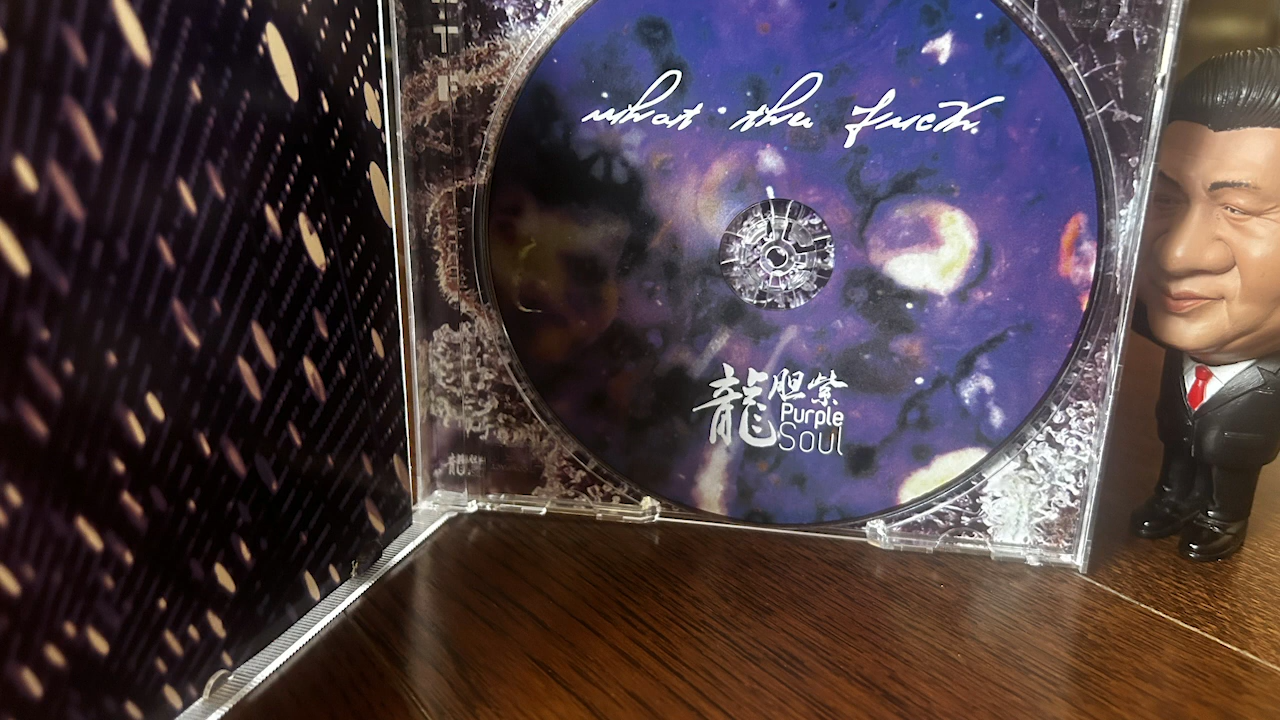 what the fuck.
龍胆紫
Purple
Soul